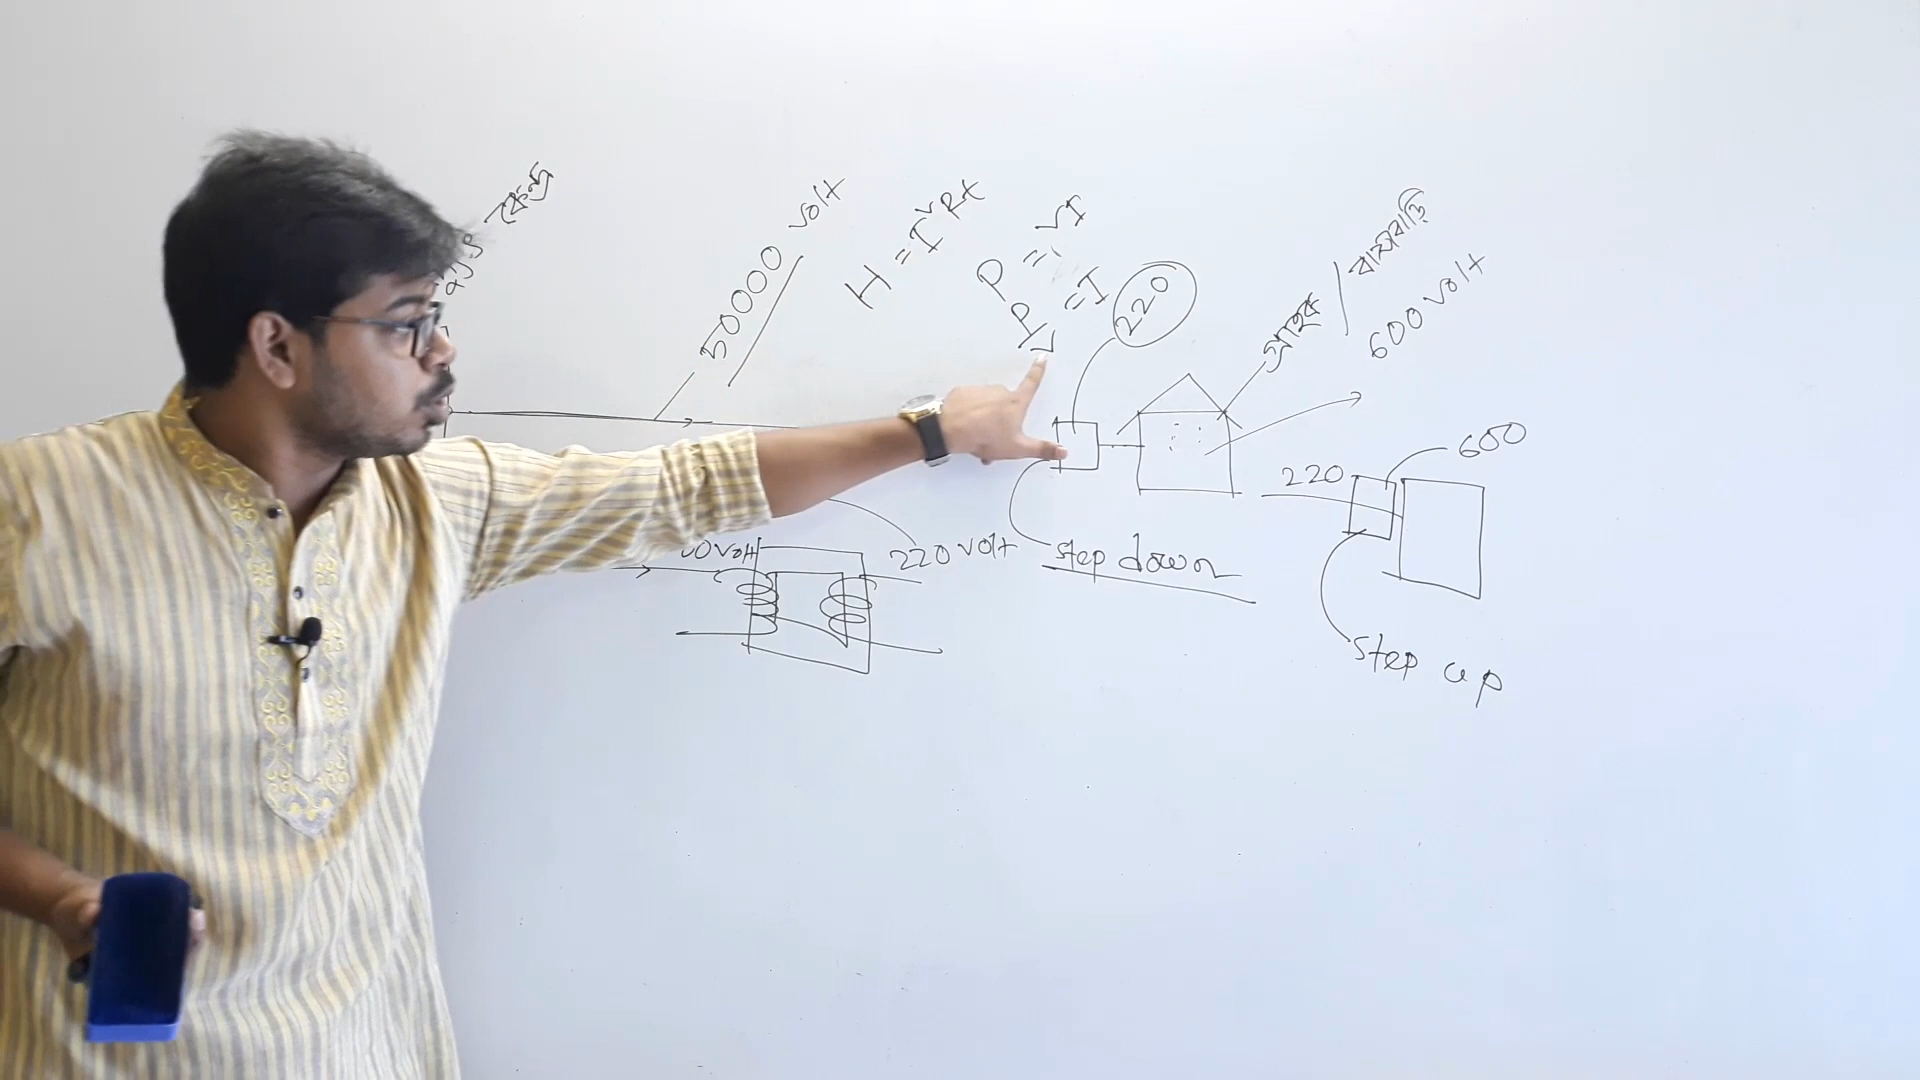 কেন্দ্র
50000 volt
H = I²Rt
P = VI
P/V = I
220
গ্রাহক / বাসাবাড়ি
600 volt
220 volt
step down
220
600
Step up